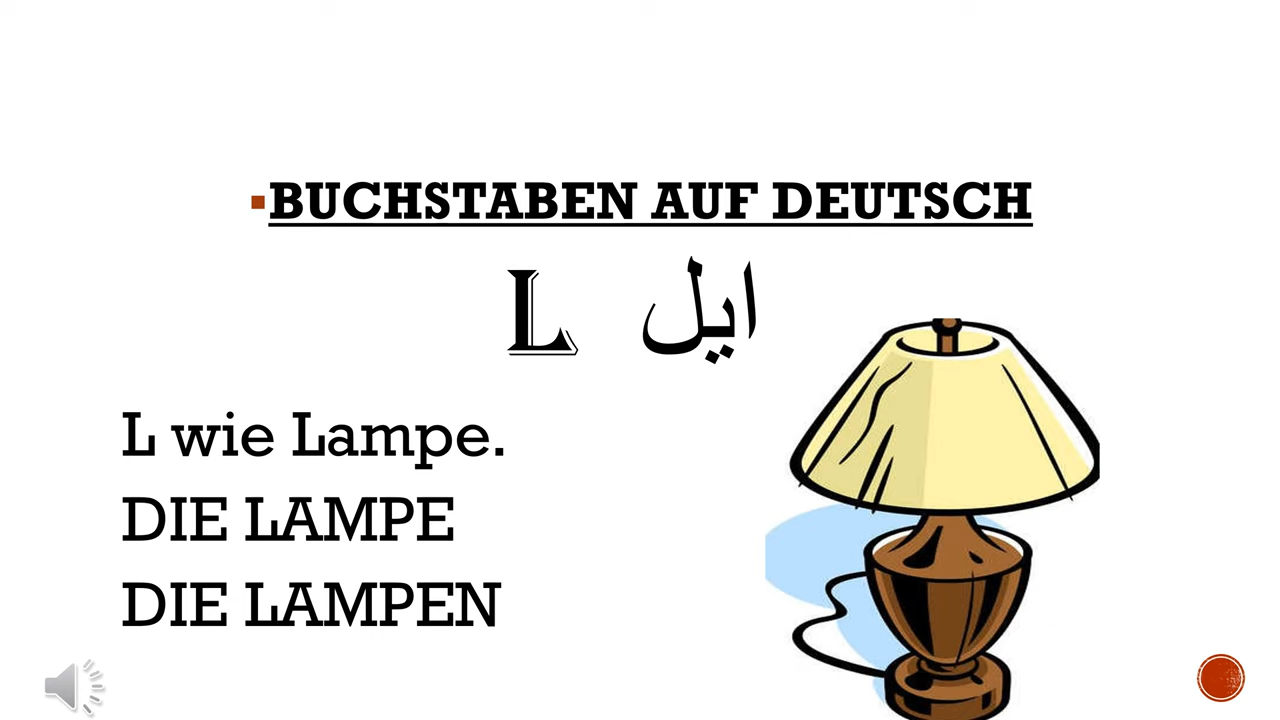 ▪BUCHSTABEN AUF DEUTSCH
L ايل
L wie Lampe.
DIE LAMPE
DIE LAMPEN